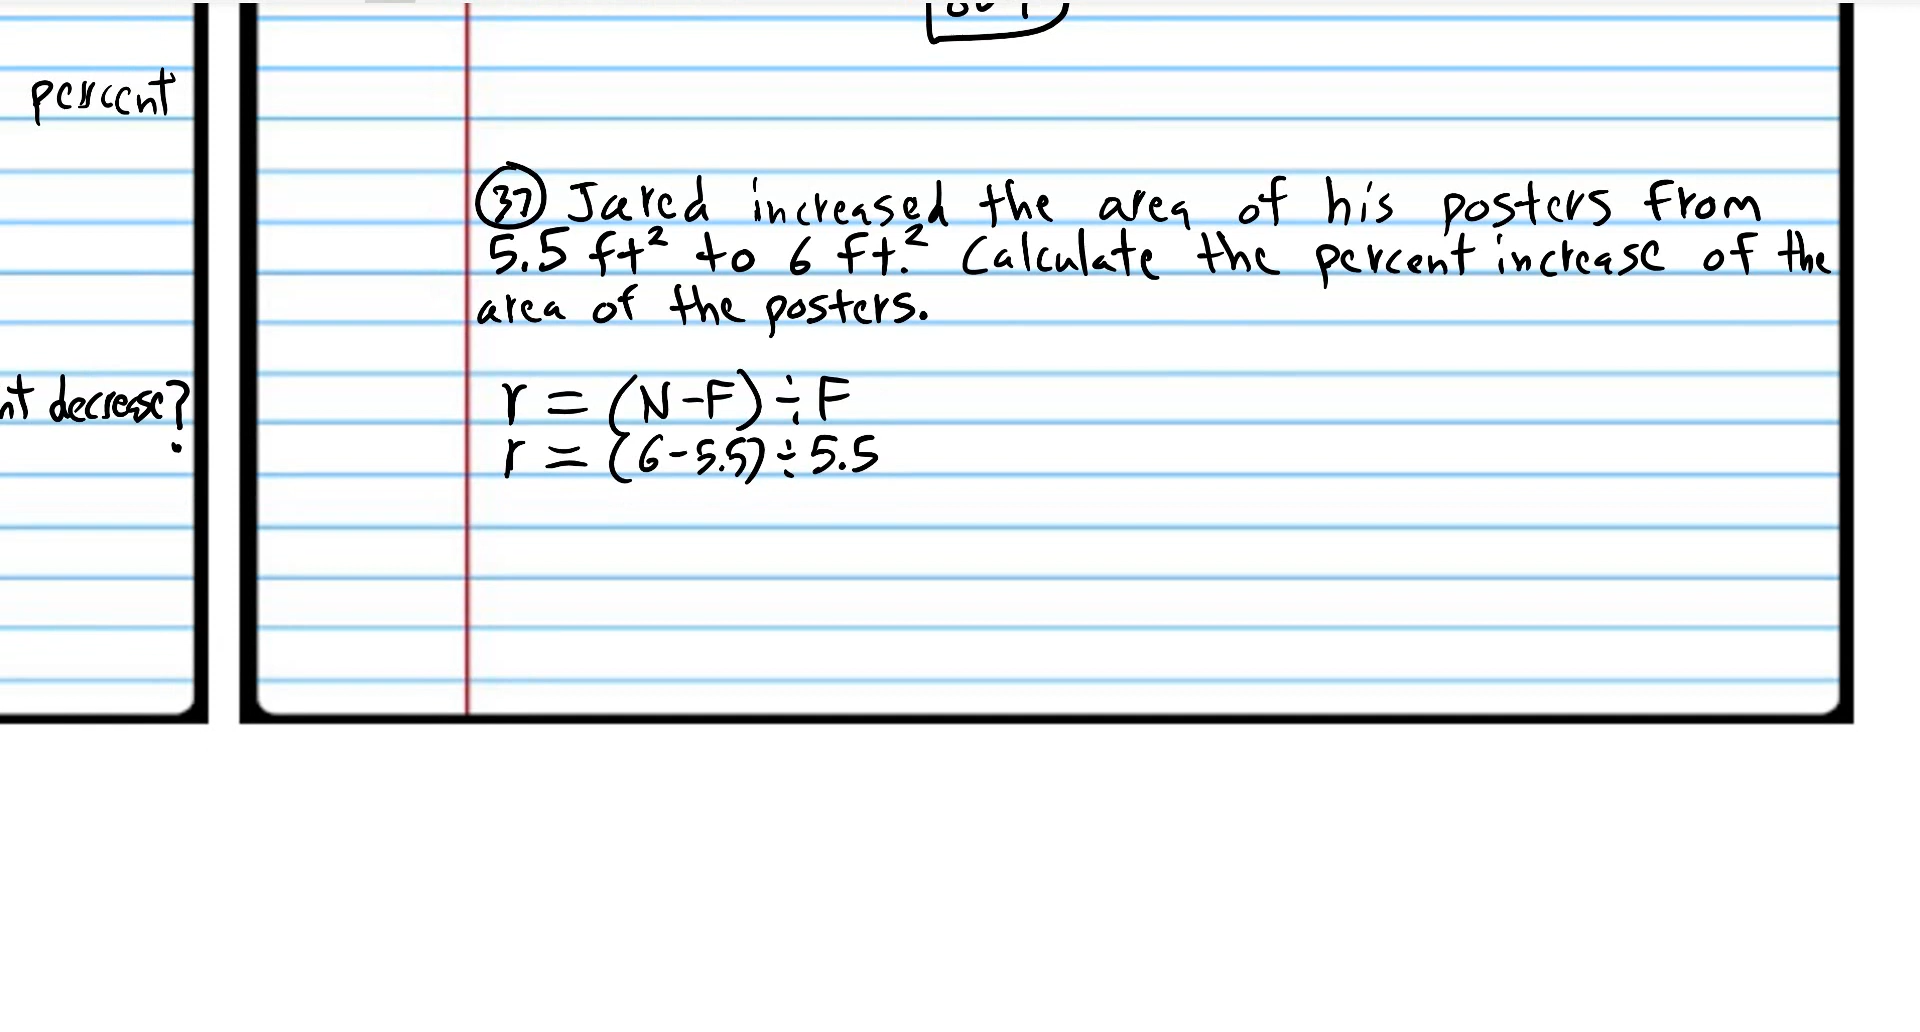 percent
nt decrease?
37 Jared increased the area of his posters from
5.5 ft² to 6 ft.² Calculate the percent increase of the
area of the posters.
r = (N-F) ÷ F
r = (6-5.5) ÷ 5.5